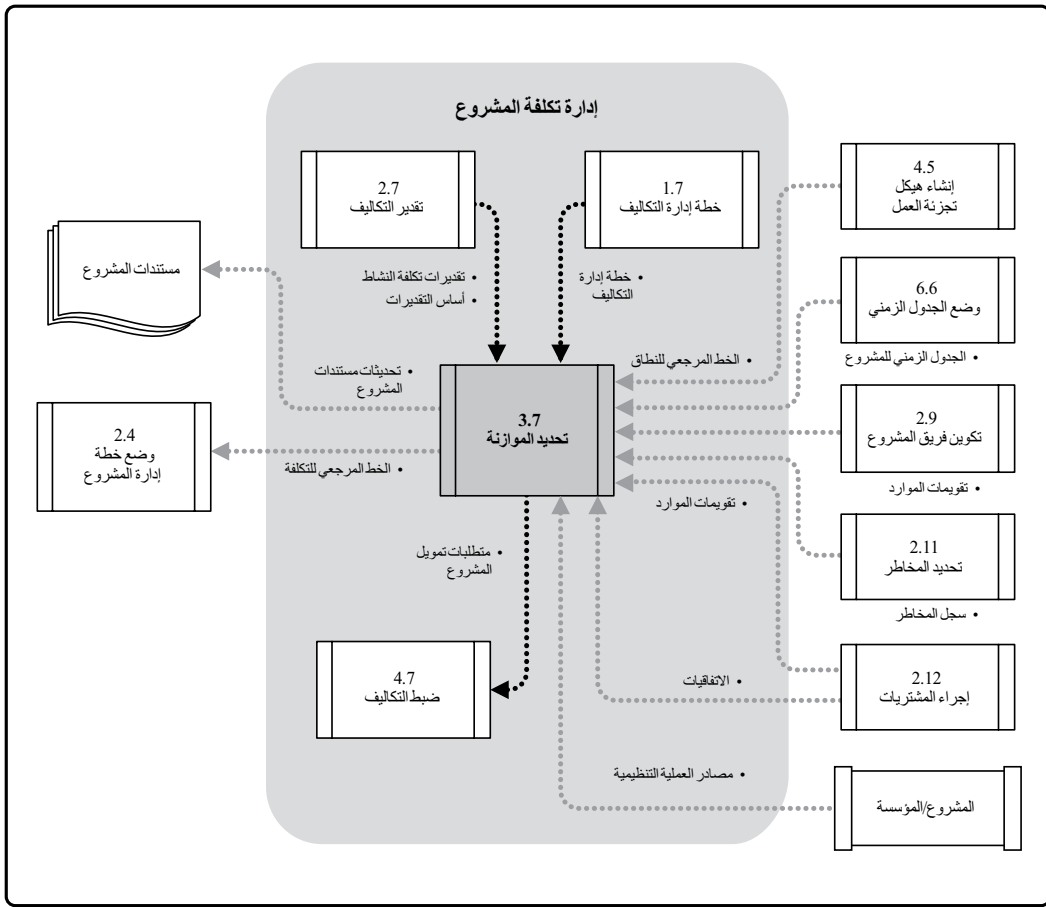 إدارة تكلفة المشروع
4.5
إنشاء هيكل
تجزئة العمل
1.7
خطة إدارة التكاليف
2.7
تقدير التكاليف
مستندات المشروع
• خطة إدارة
التكاليف
• تقديرات تكلفة النشاط
• أساس التقديرات
6.6
وضع الجدول الزمني
• الجدول الزمني للمشروع
• الخط المرجعي للنطاق
• تحديثات مستندات
المشروع
3.7
تحديد الموازنة
2.9
تكوين فريق المشروع
• تقويمات الموارد
2.4
وضع خطة
إدارة المشروع
• الخط المرجعي للتكلفة
• تقويمات الموارد
• متطلبات تمويل
المشروع
2.11
تحديد المخاطر
• سجل المخاطر
4.7
ضبط التكاليف
• الاتفاقيات
2.12
إجراء المشتريات
• مصادر العملية التنظيمية
المشروع/المؤسسة